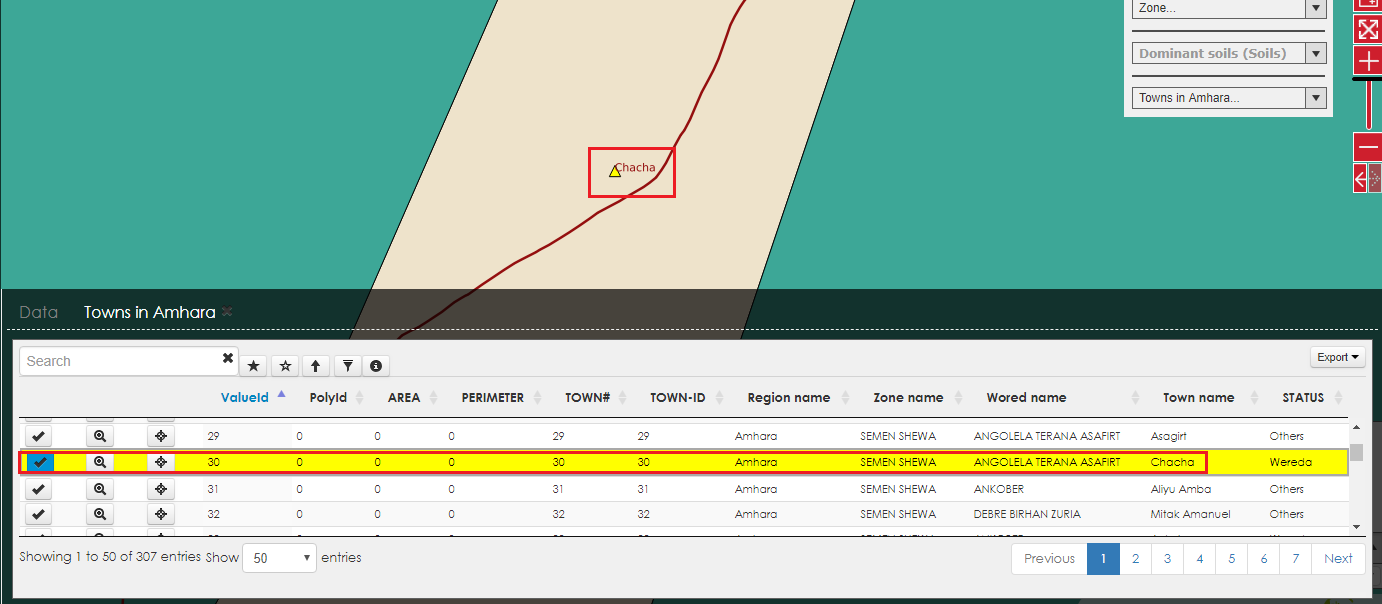 Zone...
Dominant soils (Soils)
Towns in Amhara...
Chacha
Data Towns in Amhara
Search
Export
ValueId PolyId AREA PERIMETER TOWN# TOWN-ID Region name Zone name Wored name Town name STATUS
29 0 0 0 29 29 Amhara SEMEN SHEWA ANGOLELA TERANA ASAFIRT Asagirt Others
30 0 0 0 30 30 Amhara SEMEN SHEWA ANGOLELA TERANA ASAFIRT Chacha Wereda
31 0 0 0 31 31 Amhara SEMEN SHEWA ANKOBER Aliyu Amba Others
32 0 0 0 32 32 Amhara SEMEN SHEWA DEBRE BIRHAN ZURIA Mitak Amanuel Others
Showing 1 to 50 of 307 entries Show 50 entries
Previous 1 2 3 4 5 6 7 Next